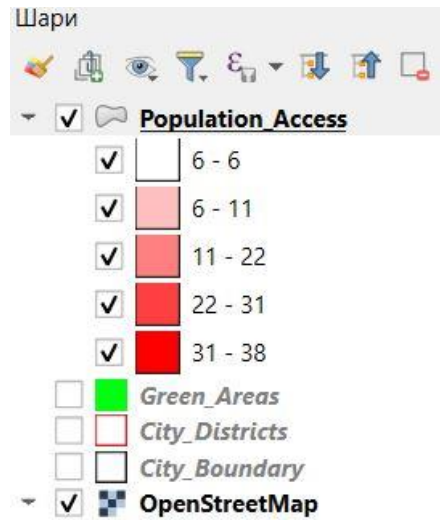 Шари
Population_Access
6 - 6
6 - 11
11 - 22
22 - 31
31 - 38
Green_Areas
City_Districts
City_Boundary
OpenStreetMap